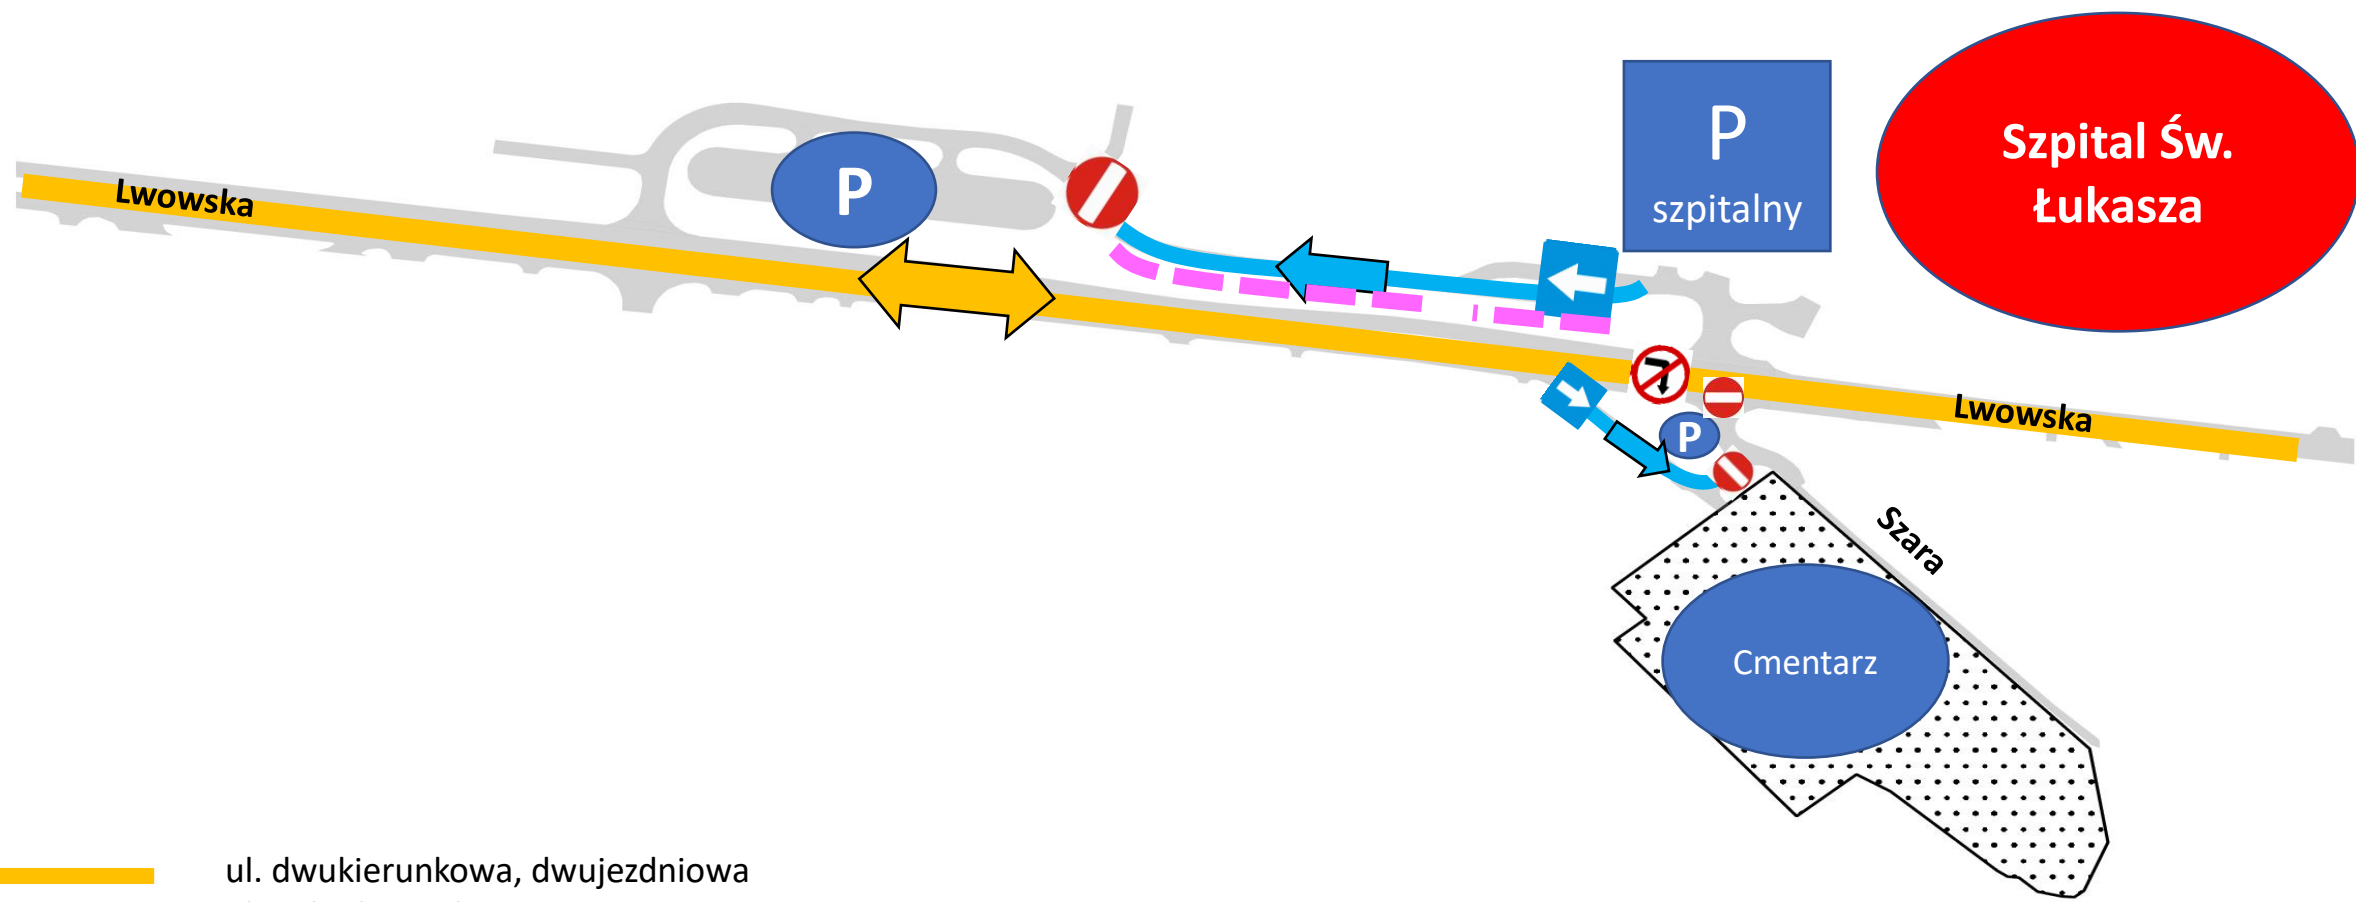 P
szpitalny
Szpital Św.
Łukasza
P
Lwowska
Lwowska
P
Szara
Cmentarz
ul. dwukierunkowa, dwujezdniowa